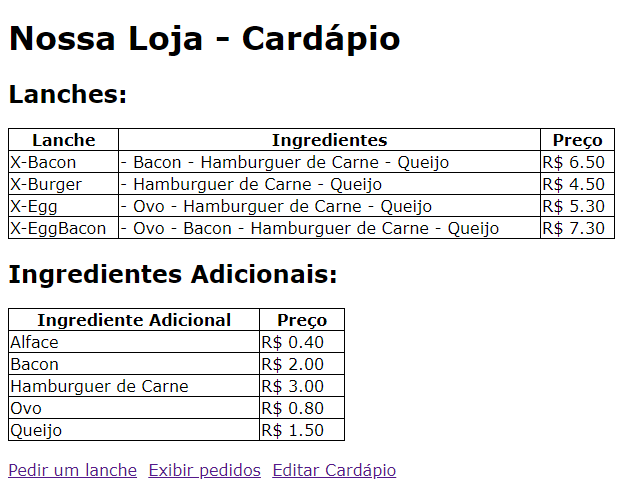 Nossa Loja - Cardápio
Lanches:
Lanche Ingredientes Preço
X-Bacon - Bacon - Hamburguer de Carne - Queijo R$ 6.50
X-Burger - Hamburguer de Carne - Queijo R$ 4.50
X-Egg - Ovo - Hamburguer de Carne - Queijo R$ 5.30
X-EggBacon - Ovo - Bacon - Hamburguer de Carne - Queijo R$ 7.30
Ingredientes Adicionais:
Ingrediente Adicional Preço
Alface R$ 0.40
Bacon R$ 2.00
Hamburguer de Carne R$ 3.00
Ovo R$ 0.80
Queijo R$ 1.50
Pedir um lanche Exibir pedidos Editar Cardápio